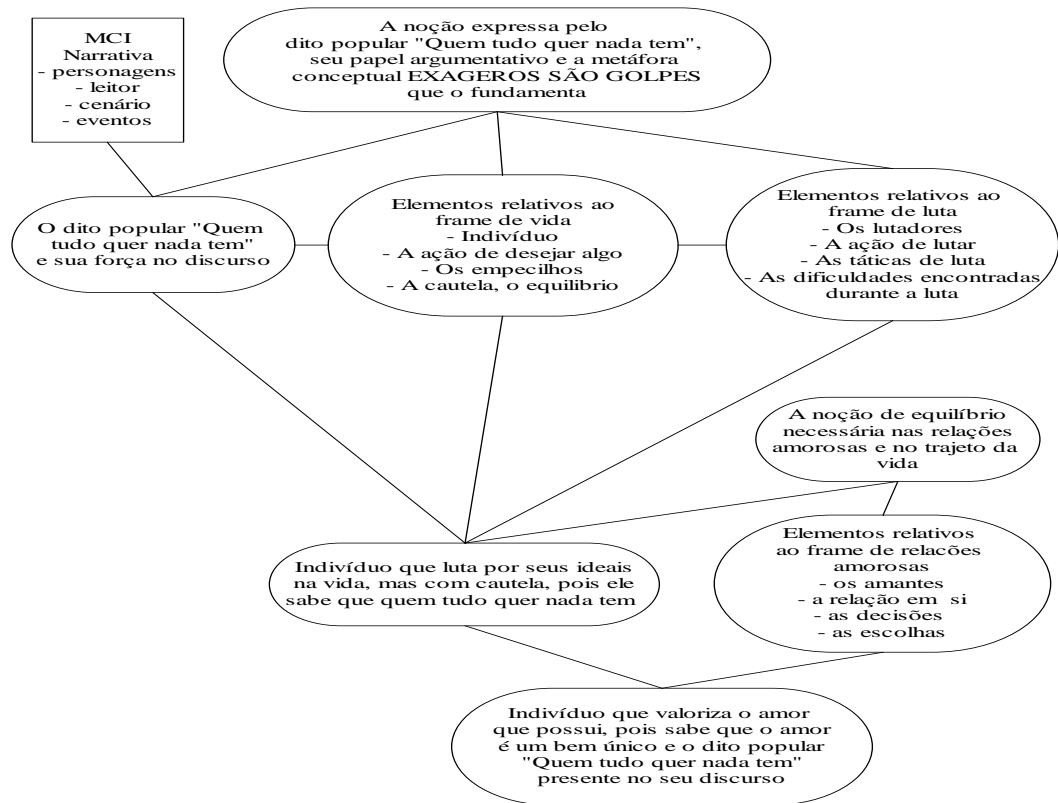 MCI
Narrativa
- personagens
- leitor
- cenário
- eventos
A noção expressa pelo
dito popular "Quem tudo quer nada tem",
seu papel argumentativo e a metáfora
conceptual EXAGEROS SÃO GOLPES
que o fundamenta
O dito popular "Quem
tudo quer nada tem"
e sua força no discurso
Elementos relativos ao
frame de vida
- Indivíduo
- A ação de desejar algo
- Os empecilhos
- A cautela, o equilibrio
Elementos relativos ao
frame de luta
- Os lutadores
- A ação de lutar
- As táticas de luta
- As dificuldades encontradas
durante a luta
A noção de equilíbrio
necessária nas relações
amorosas e no trajeto da
vida
Indivíduo que luta por seus ideais
na vida, mas com cautela, pois ele
sabe que quem tudo quer nada tem
Elementos relativos
ao frame de relacões
amorosas
- os amantes
- a relação em si
- as decisões
- as escolhas
Indivíduo que valoriza o amor
que possui, pois sabe que o amor
é um bem único e o dito popular
"Quem tudo quer nada tem"
presente no seu discurso